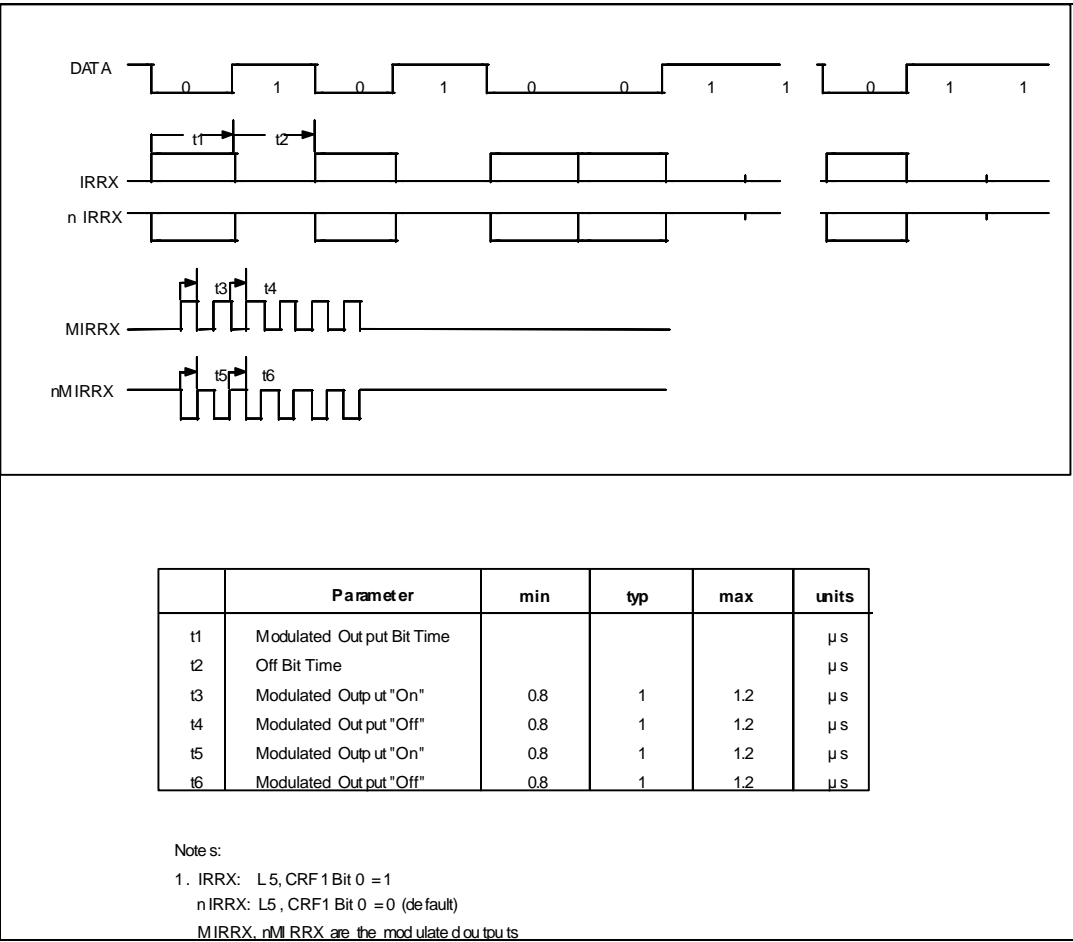 DATA 0 1 0 1 0 0 1 1 0 1 1
t1 t2
IRRX
n IRRX
t3 t4
MIRRX
t5 t6
nMIRRX
Parameter min typ max units
t1 Modulated Output Bit Time µs
t2 Off Bit Time µs
t3 Modulated Output "On" 0.8 1 1.2 µs
t4 Modulated Output "Off" 0.8 1 1.2 µs
t5 Modulated Output "On" 0.8 1 1.2 µs
t6 Modulated Output "Off" 0.8 1 1.2 µs
Notes:
1. IRRX: L5, CRF1 Bit 0 = 1
nIRRX: L5, CRF1 Bit 0 = 0 (default)
MIRRX, nMIRRX are the modulated outputs